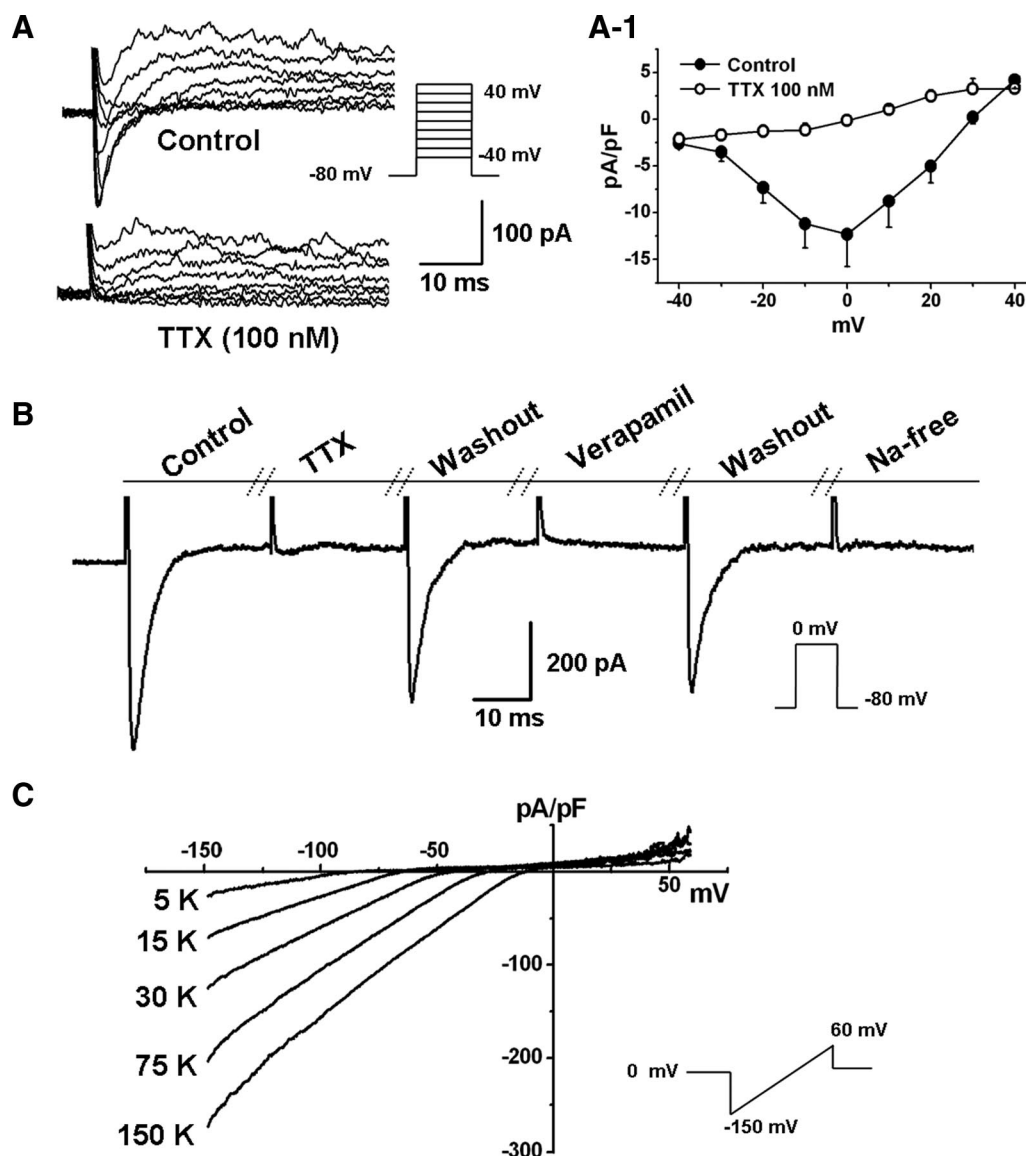 A
Control
40 mV
-40 mV
-80 mV
100 pA
10 ms
TTX (100 nM)
A-1
Control
TTX 100 nM
5
0
-5
-10
-15
pA/pF
-40 -20 0 20 40
mV
B
Control TTX Washout Verapamil Washout Na-free
200 pA
10 ms
0 mV
-80 mV
C
pA/pF
-150 -100 -50
50
mV
-100
-200
-300
5 K
15 K
30 K
75 K
150 K
60 mV
0 mV
-150 mV